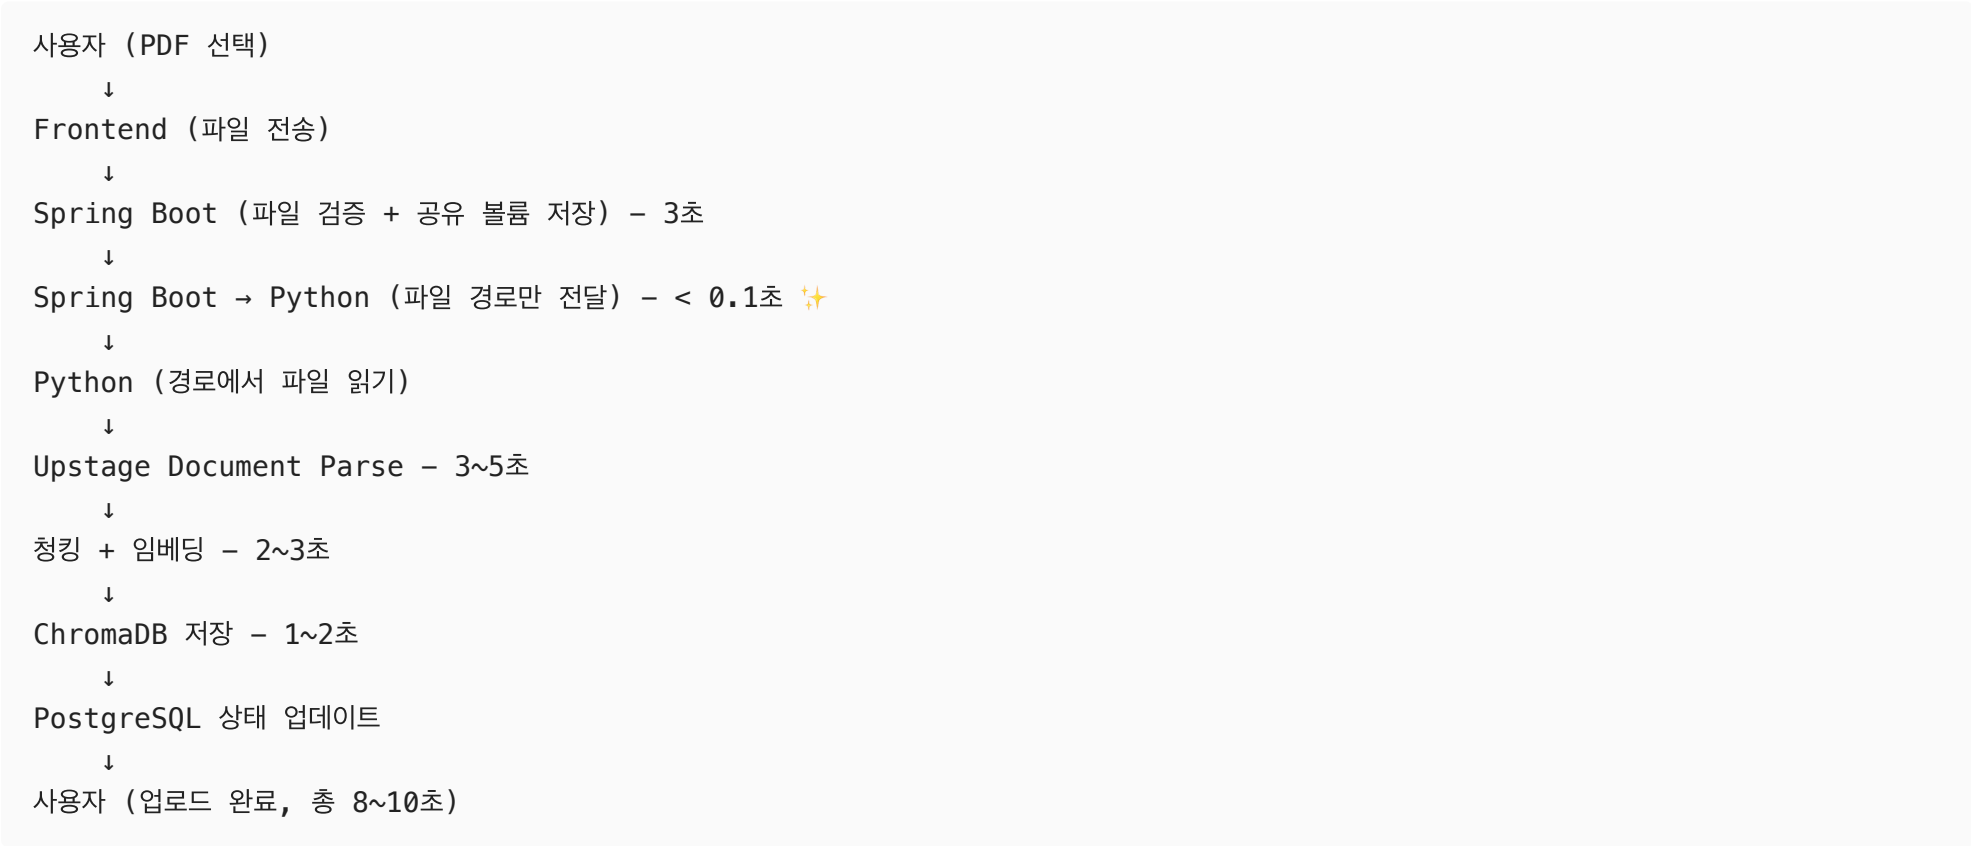 사용자 (PDF 선택)
↓
Frontend (파일 전송)
↓
Spring Boot (파일 검증 + 공유 볼륨 저장) - 3초
↓
Spring Boot → Python (파일 경로만 전달) - < 0.1초 ✨
↓
Python (경로에서 파일 읽기)
↓
Upstage Document Parse - 3~5초
↓
청킹 + 임베딩 - 2~3초
↓
ChromaDB 저장 - 1~2초
↓
PostgreSQL 상태 업데이트
↓
사용자 (업로드 완료, 총 8~10초)